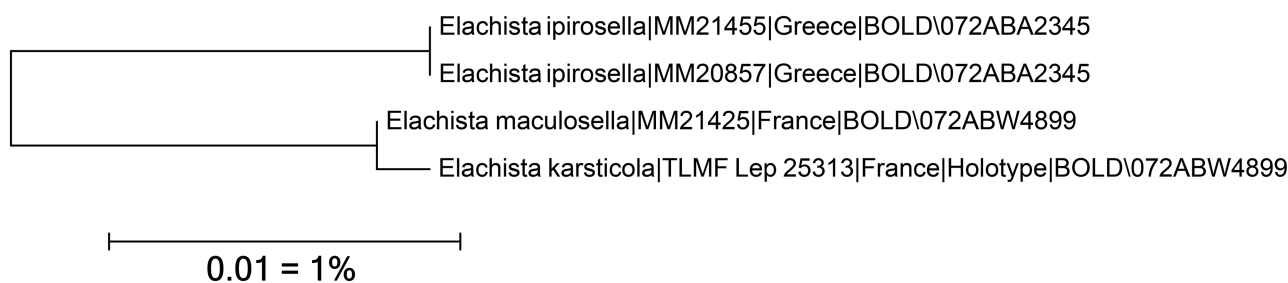 Elachista ipirosella|MM21455|Greece|BOLD\072ABA2345
Elachista ipirosella|MM20857|Greece|BOLD\072ABA2345
Elachista maculosella|MM21425|France|BOLD\072ABW4899
Elachista karsticola|TLMF Lep 25313|France|Holotype|BOLD\072ABW4899
0.01 = 1%